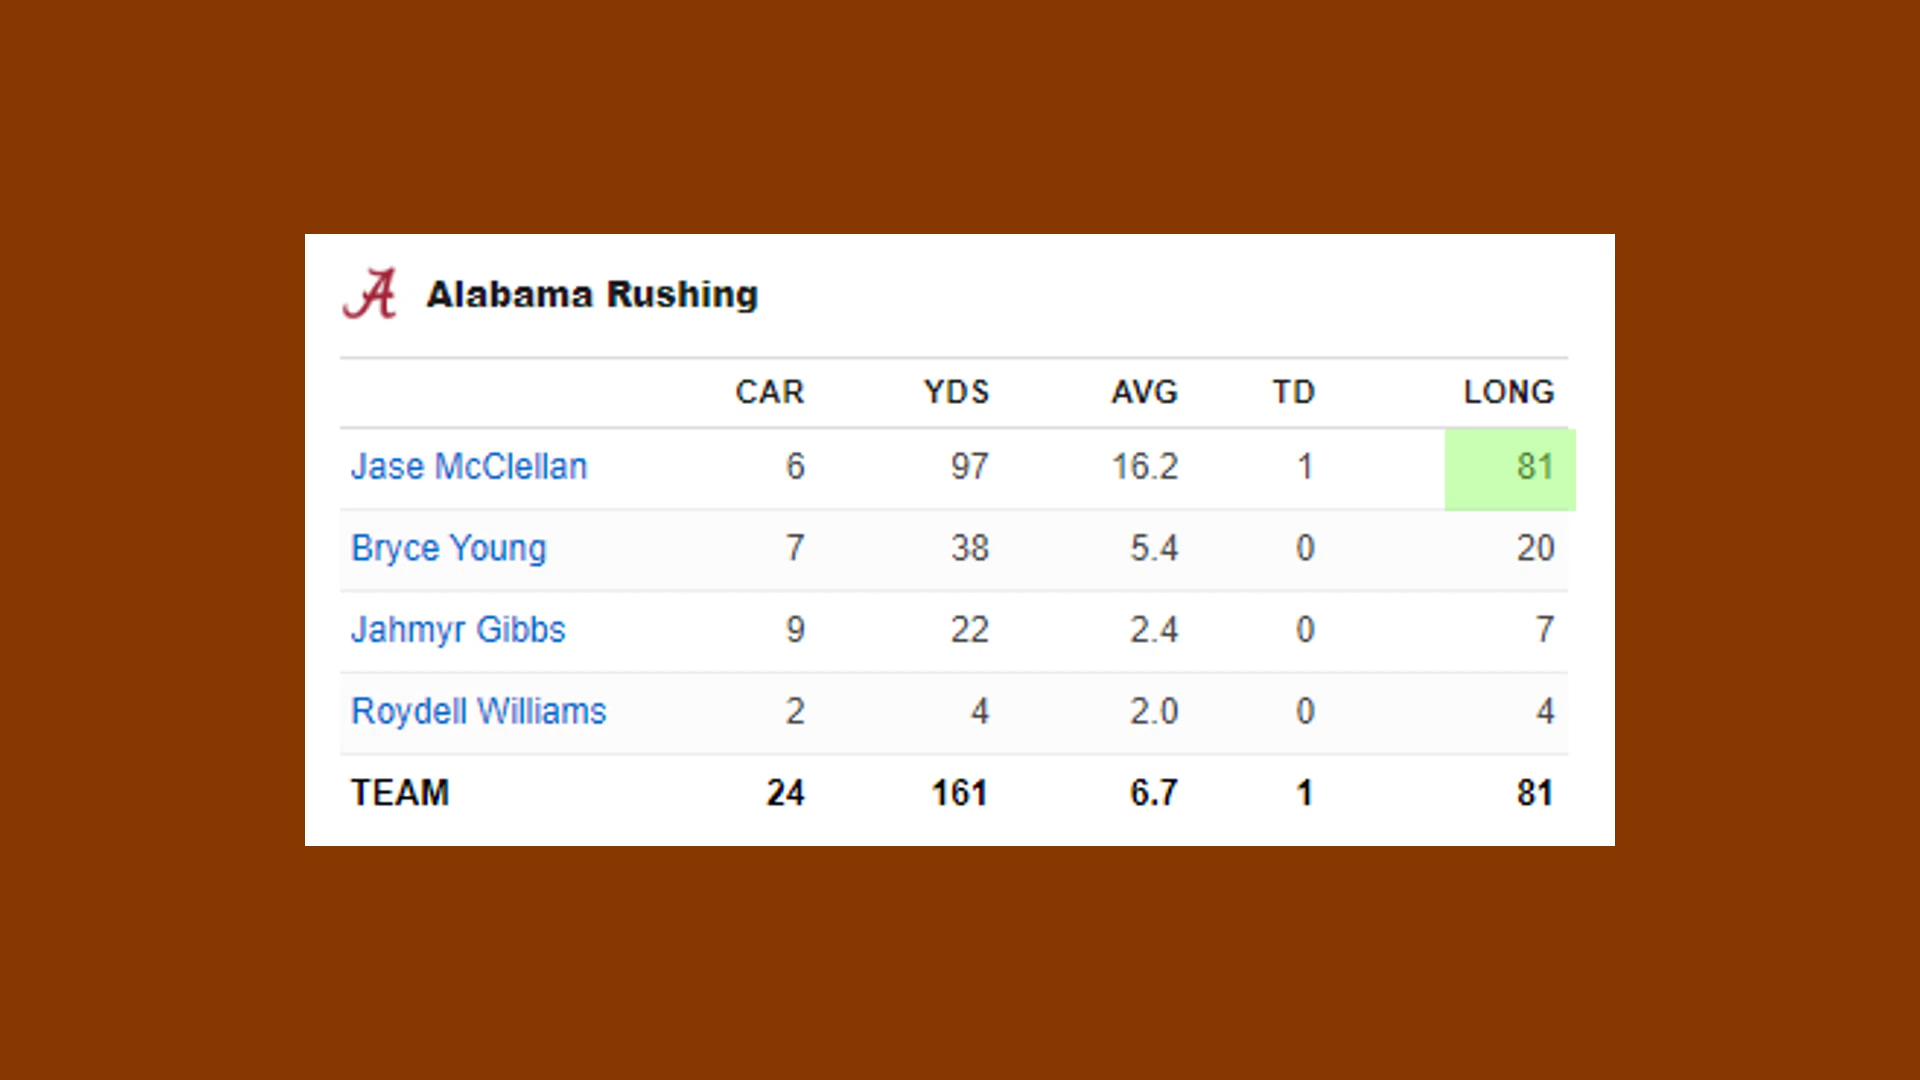 Alabama Rushing
CAR YDS AVG TD LONG
Jase McClellan 6 97 16.2 1 81
Bryce Young 7 38 5.4 0 20
Jahmyr Gibbs 9 22 2.4 0 7
Roydell Williams 2 4 2.0 0 4
TEAM 24 161 6.7 1 81